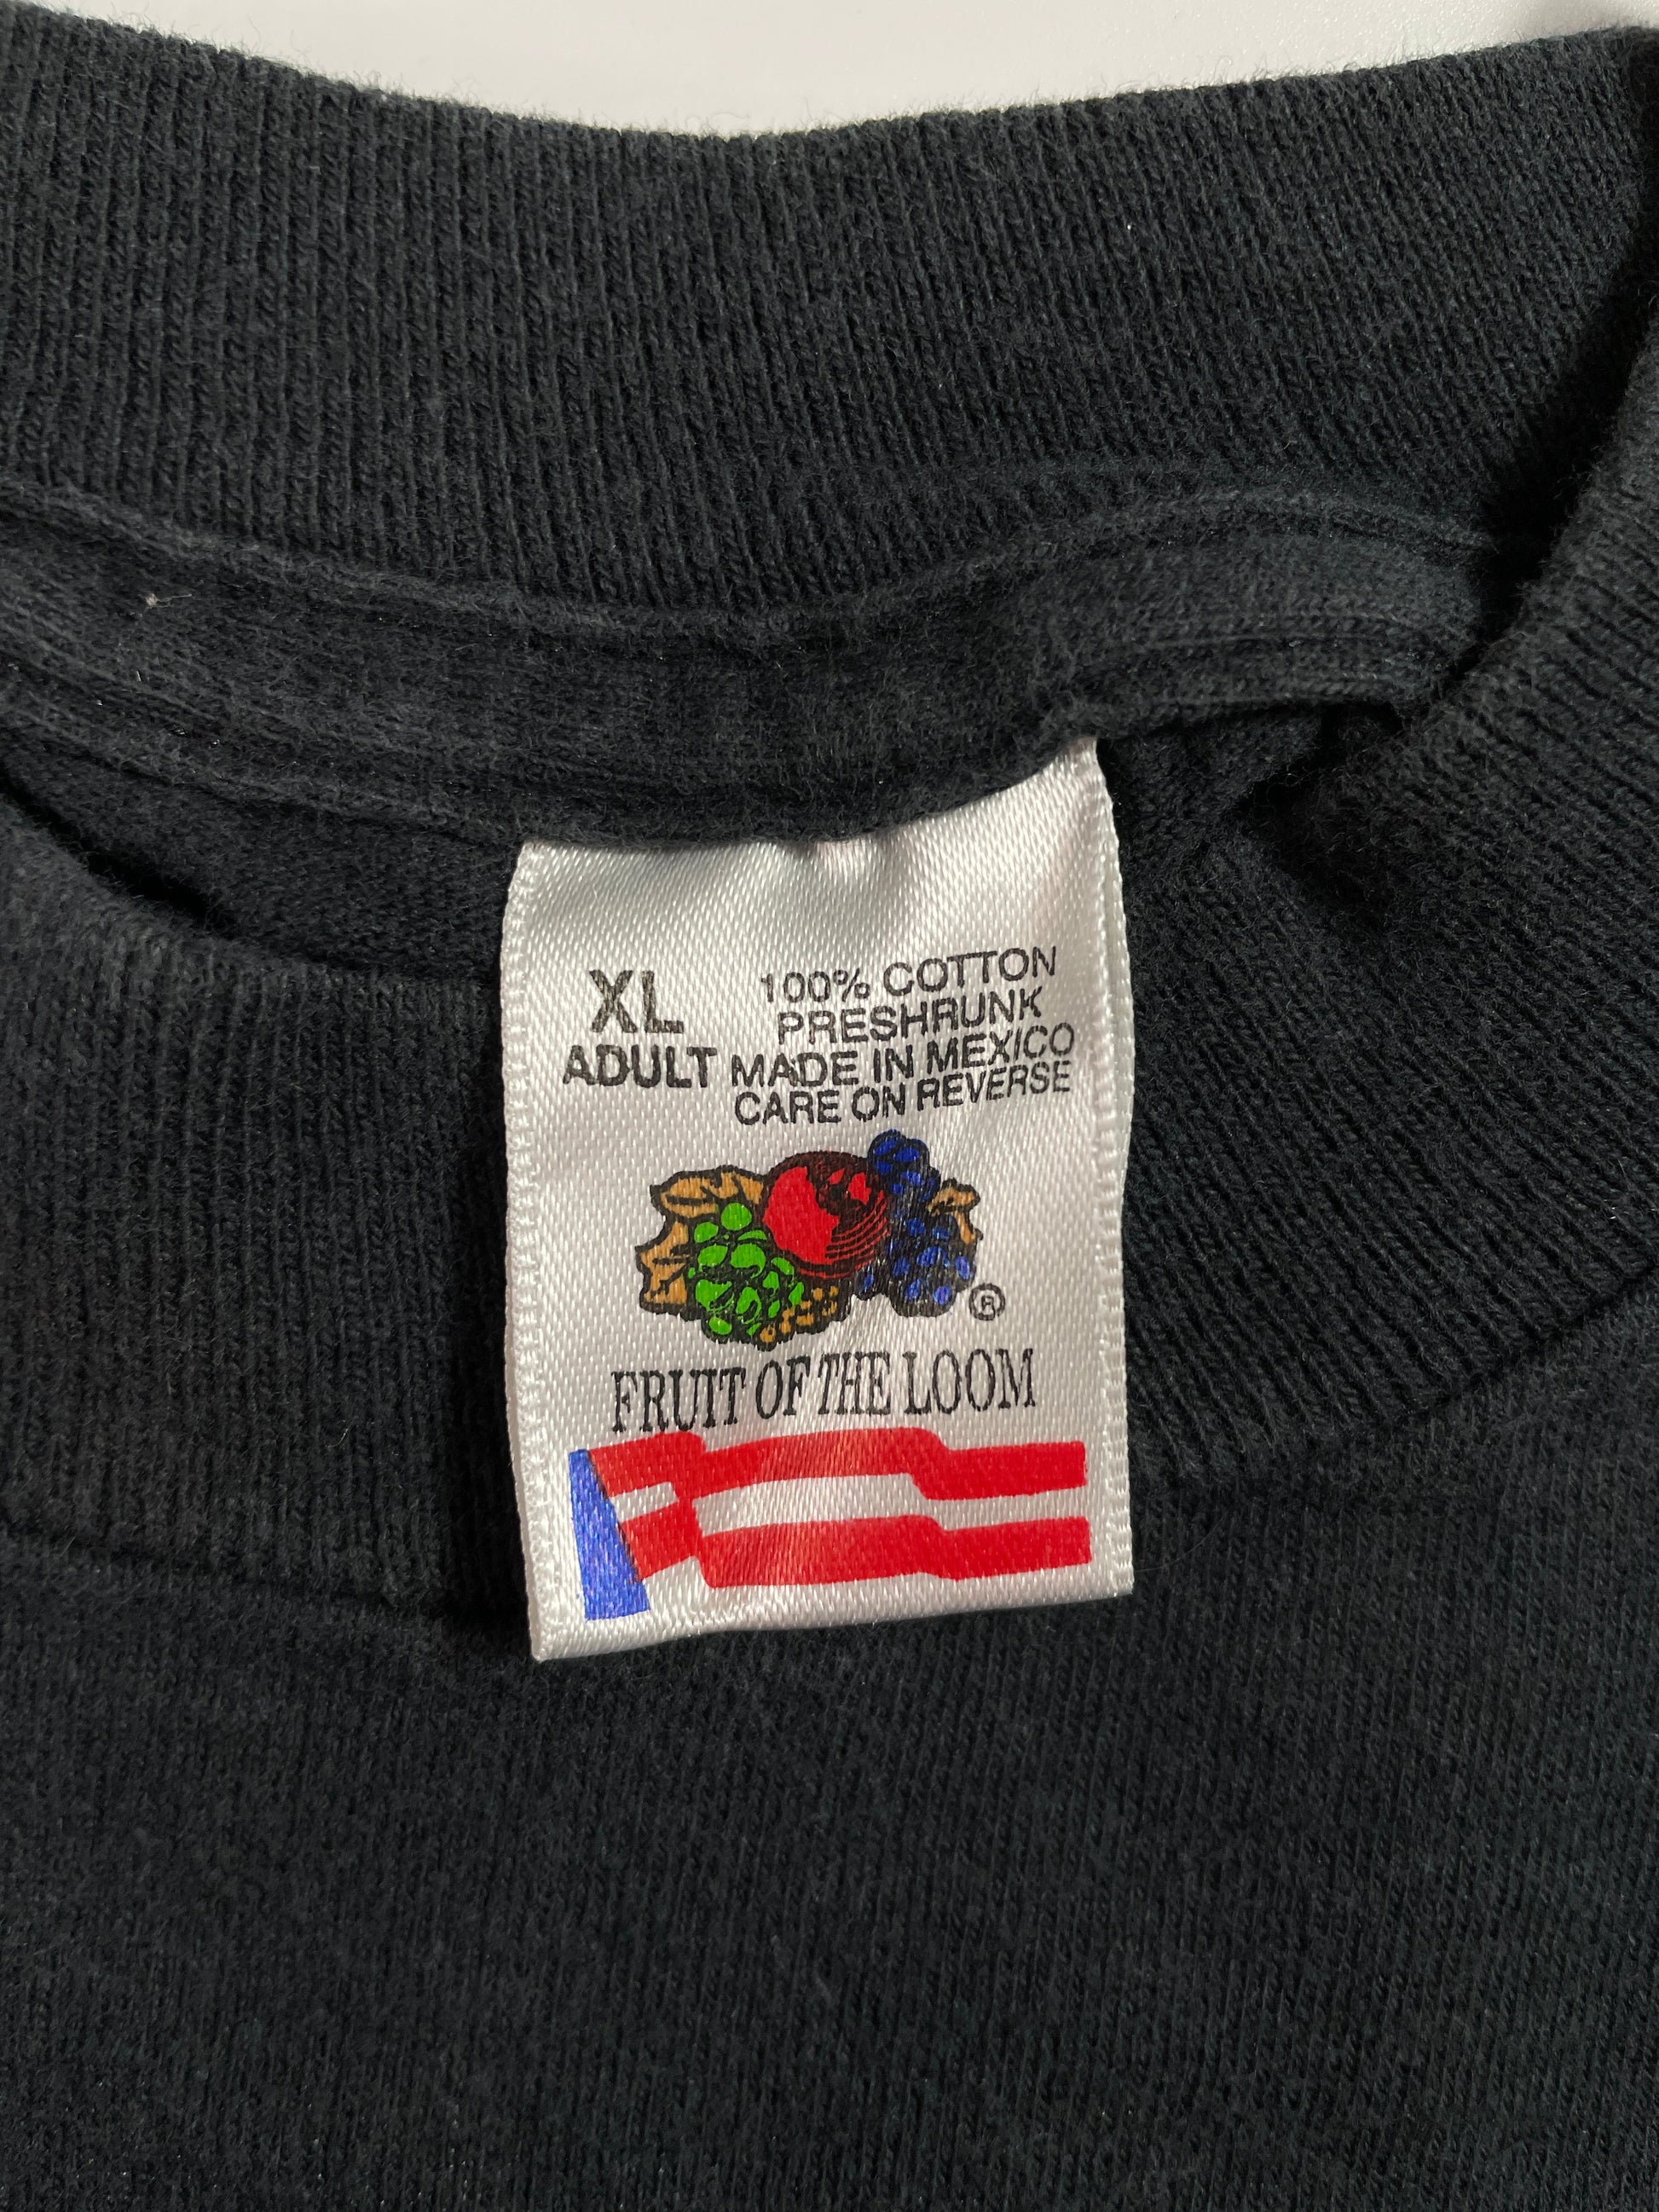 XL
ADULT
100% COTTON
PRESHRUNK
MADE IN MEXICO
CARE ON REVERSE
®
FRUIT OF THE LOOM